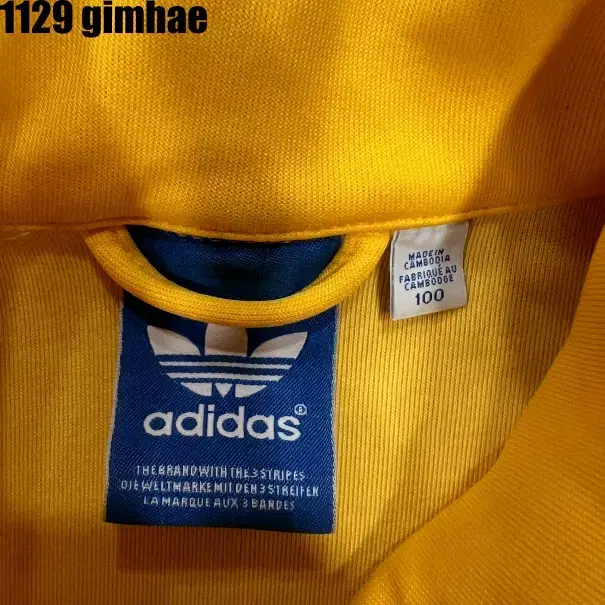 1129 gimhae
MADE IN
CAMBODIA
FABRIQUÉ AU
CAMBODGE
100
adidas®
THE BRAND WITH THE 3 STRIPES
DIE WELTMARKE MIT DEN 3 STREIFEN
LA MARQUE AUX 3 BANDES